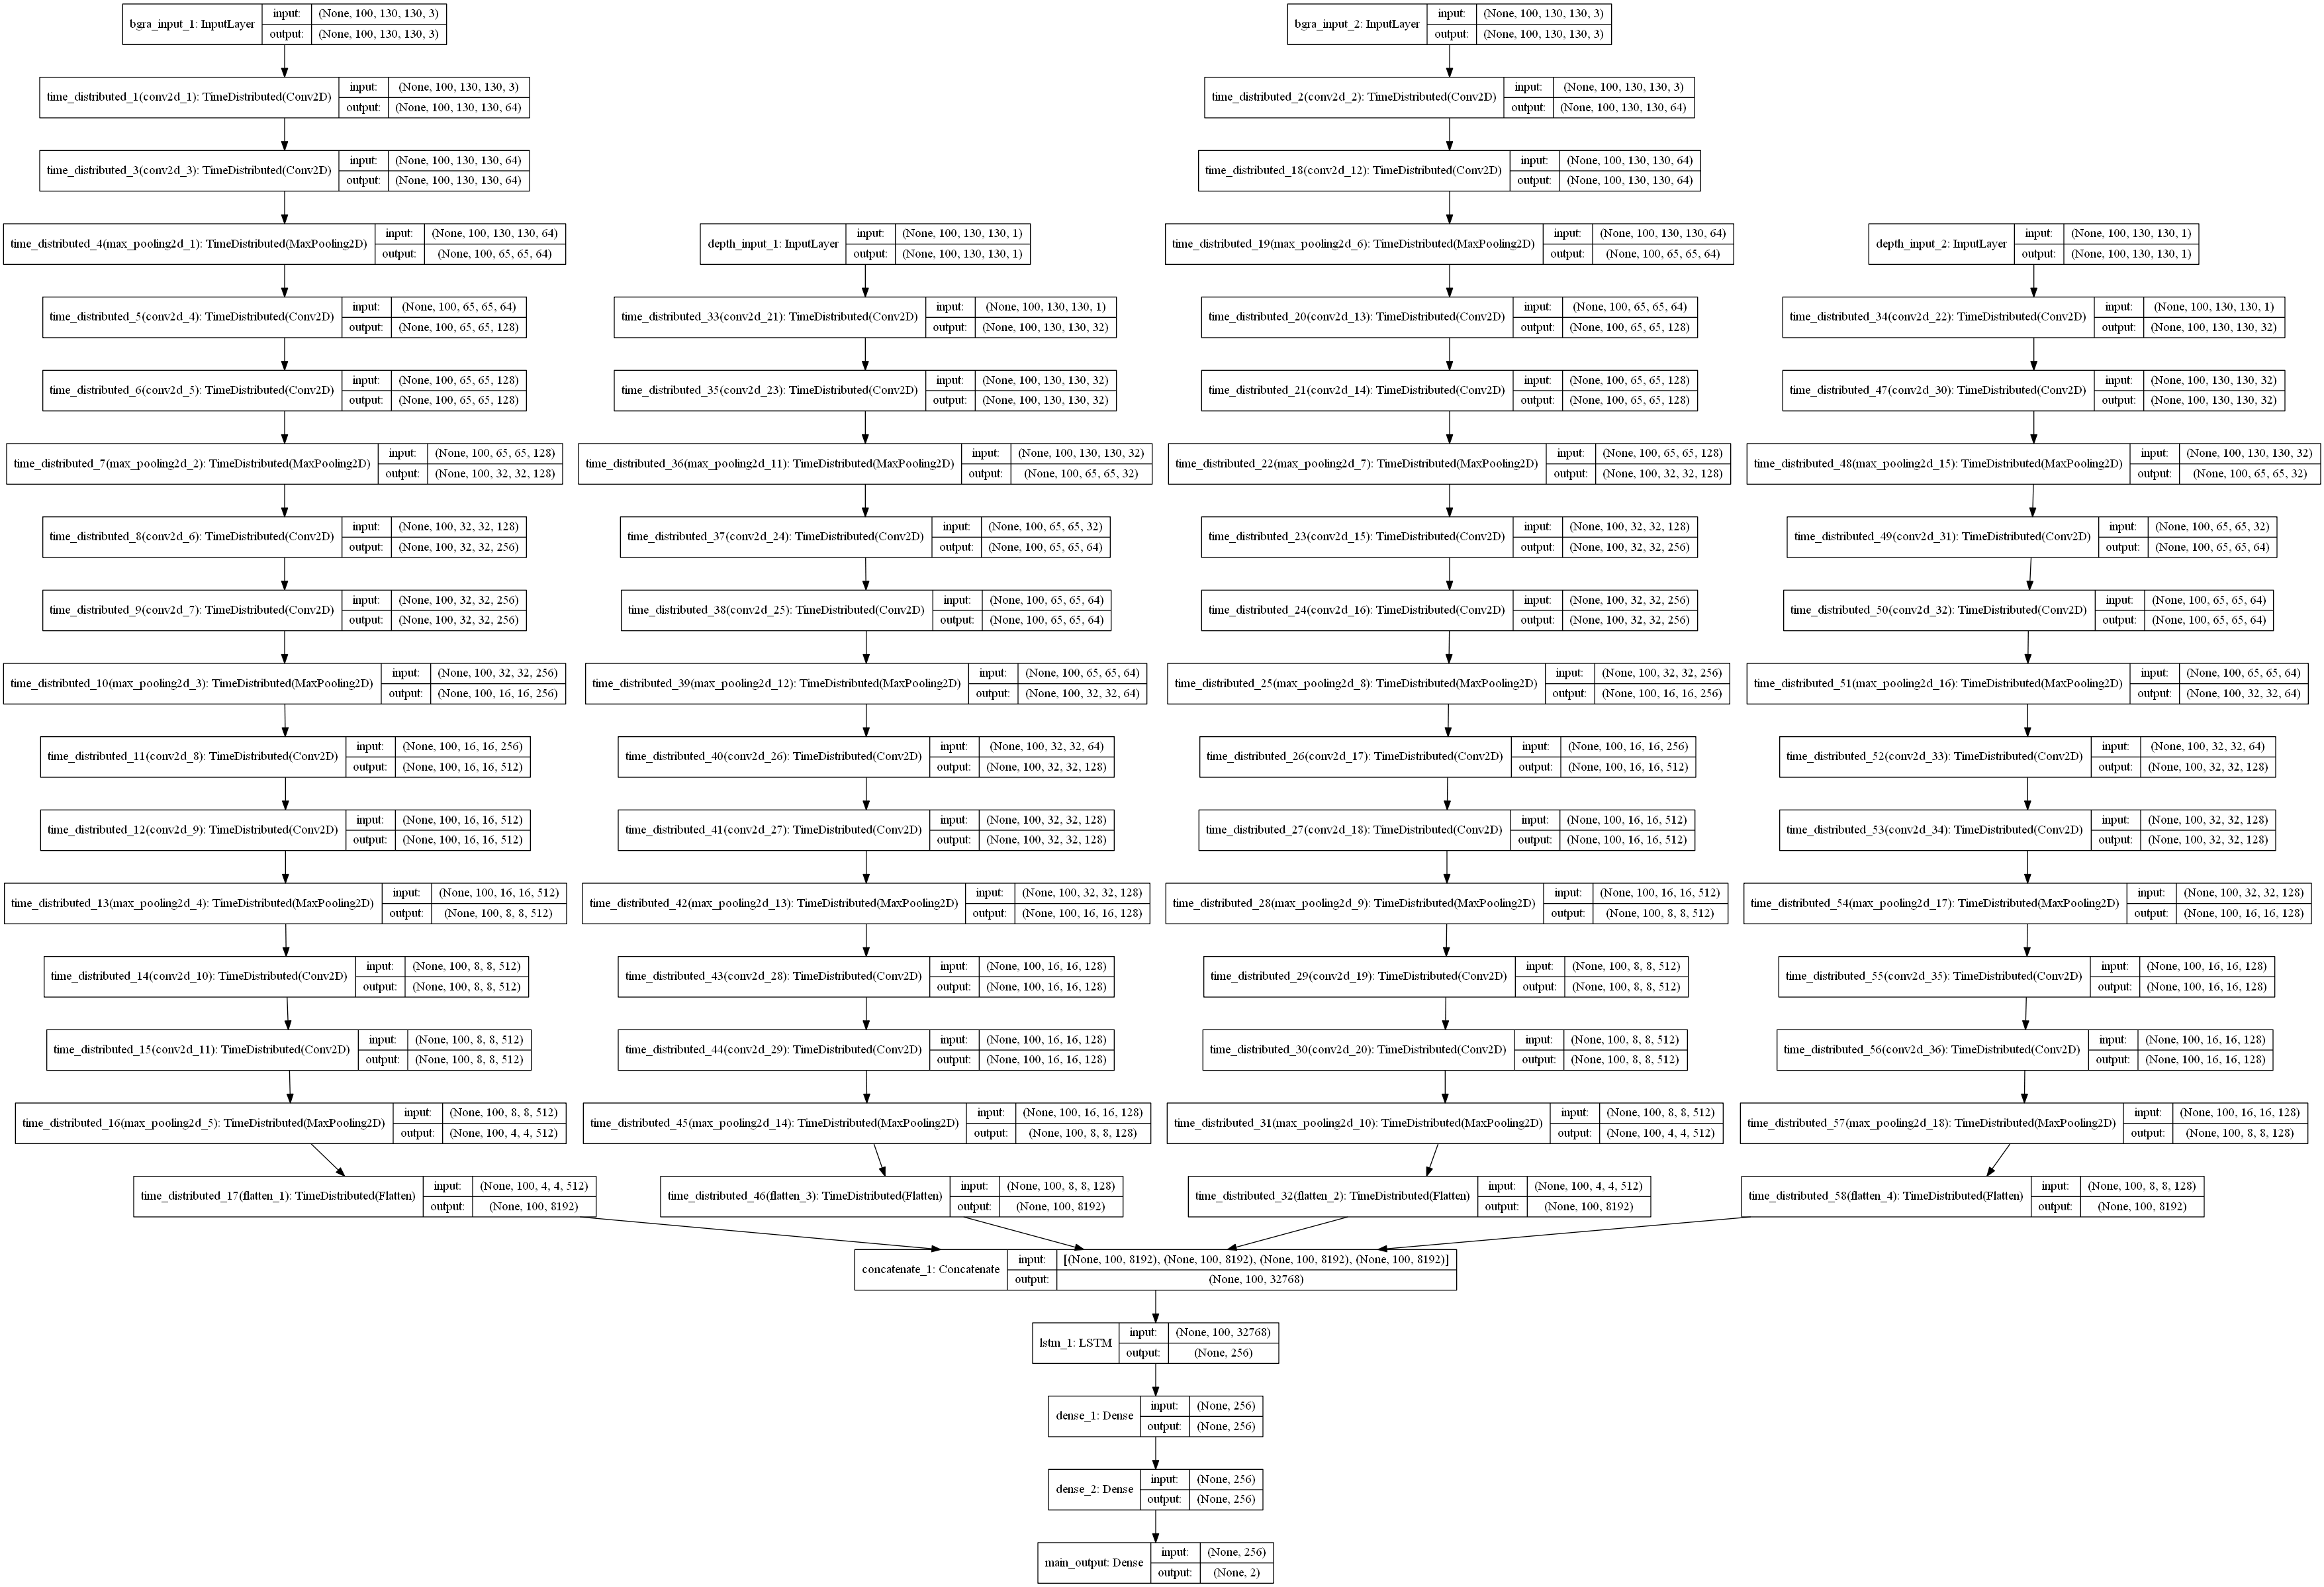 bgra_input_1: InputLayer
input: (None, 100, 130, 130, 3)
output: (None, 100, 130, 130, 3)
time_distributed_1(conv2d_1): TimeDistributed(Conv2D)
input: (None, 100, 130, 130, 3)
output: (None, 100, 130, 130, 64)
time_distributed_3(conv2d_3): TimeDistributed(Conv2D)
input: (None, 100, 130, 130, 64)
output: (None, 100, 130, 130, 64)
time_distributed_4(max_pooling2d_1): TimeDistributed(MaxPooling2D)
input: (None, 100, 130, 130, 64)
output: (None, 100, 65, 65, 64)
time_distributed_5(conv2d_4): TimeDistributed(Conv2D)
input: (None, 100, 65, 65, 64)
output: (None, 100, 65, 65, 128)
time_distributed_6(conv2d_5): TimeDistributed(Conv2D)
input: (None, 100, 65, 65, 128)
output: (None, 100, 65, 65, 128)
time_distributed_7(max_pooling2d_2): TimeDistributed(MaxPooling2D)
input: (None, 100, 65, 65, 128)
output: (None, 100, 32, 32, 128)
time_distributed_8(conv2d_6): TimeDistributed(Conv2D)
input: (None, 100, 32, 32, 128)
output: (None, 100, 32, 32, 256)
time_distributed_9(conv2d_7): TimeDistributed(Conv2D)
input: (None, 100, 32, 32, 256)
output: (None, 100, 32, 32, 256)
time_distributed_10(max_pooling2d_3): TimeDistributed(MaxPooling2D)
input: (None, 100, 32, 32, 256)
output: (None, 100, 16, 16, 256)
time_distributed_11(conv2d_8): TimeDistributed(Conv2D)
input: (None, 100, 16, 16, 256)
output: (None, 100, 16, 16, 512)
time_distributed_12(conv2d_9): TimeDistributed(Conv2D)
input: (None, 100, 16, 16, 512)
output: (None, 100, 16, 16, 512)
time_distributed_13(max_pooling2d_4): TimeDistributed(MaxPooling2D)
input: (None, 100, 16, 16, 512)
output: (None, 100, 8, 8, 512)
time_distributed_14(conv2d_10): TimeDistributed(Conv2D)
input: (None, 100, 8, 8, 512)
output: (None, 100, 8, 8, 512)
time_distributed_15(conv2d_11): TimeDistributed(Conv2D)
input: (None, 100, 8, 8, 512)
output: (None, 100, 8, 8, 512)
time_distributed_16(max_pooling2d_5): TimeDistributed(MaxPooling2D)
input: (None, 100, 8, 8, 512)
output: (None, 100, 4, 4, 512)
time_distributed_17(flatten_1): TimeDistributed(Flatten)
input: (None, 100, 4, 4, 512)
output: (None, 100, 8192)
depth_input_1: InputLayer
input: (None, 100, 130, 130, 1)
output: (None, 100, 130, 130, 1)
time_distributed_33(conv2d_21): TimeDistributed(Conv2D)
input: (None, 100, 130, 130, 1)
output: (None, 100, 130, 130, 32)
time_distributed_35(conv2d_23): TimeDistributed(Conv2D)
input: (None, 100, 130, 130, 32)
output: (None, 100, 130, 130, 32)
time_distributed_36(max_pooling2d_11): TimeDistributed(MaxPooling2D)
input: (None, 100, 130, 130, 32)
output: (None, 100, 65, 65, 32)
time_distributed_37(conv2d_24): TimeDistributed(Conv2D)
input: (None, 100, 65, 65, 32)
output: (None, 100, 65, 65, 64)
time_distributed_38(conv2d_25): TimeDistributed(Conv2D)
input: (None, 100, 65, 65, 64)
output: (None, 100, 65, 65, 64)
time_distributed_39(max_pooling2d_12): TimeDistributed(MaxPooling2D)
input: (None, 100, 65, 65, 64)
output: (None, 100, 32, 32, 64)
time_distributed_40(conv2d_26): TimeDistributed(Conv2D)
input: (None, 100, 32, 32, 64)
output: (None, 100, 32, 32, 128)
time_distributed_41(conv2d_27): TimeDistributed(Conv2D)
input: (None, 100, 32, 32, 128)
output: (None, 100, 32, 32, 128)
time_distributed_42(max_pooling2d_13): TimeDistributed(MaxPooling2D)
input: (None, 100, 32, 32, 128)
output: (None, 100, 16, 16, 128)
time_distributed_43(conv2d_28): TimeDistributed(Conv2D)
input: (None, 100, 16, 16, 128)
output: (None, 100, 16, 16, 128)
time_distributed_44(conv2d_29): TimeDistributed(Conv2D)
input: (None, 100, 16, 16, 128)
output: (None, 100, 16, 16, 128)
time_distributed_45(max_pooling2d_14): TimeDistributed(MaxPooling2D)
input: (None, 100, 16, 16, 128)
output: (None, 100, 8, 8, 128)
time_distributed_46(flatten_3): TimeDistributed(Flatten)
input: (None, 100, 8, 8, 128)
output: (None, 100, 8192)
bgra_input_2: InputLayer
input: (None, 100, 130, 130, 3)
output: (None, 100, 130, 130, 3)
time_distributed_2(conv2d_2): TimeDistributed(Conv2D)
input: (None, 100, 130, 130, 3)
output: (None, 100, 130, 130, 64)
time_distributed_18(conv2d_12): TimeDistributed(Conv2D)
input: (None, 100, 130, 130, 64)
output: (None, 100, 130, 130, 64)
time_distributed_19(max_pooling2d_6): TimeDistributed(MaxPooling2D)
input: (None, 100, 130, 130, 64)
output: (None, 100, 65, 65, 64)
time_distributed_20(conv2d_13): TimeDistributed(Conv2D)
input: (None, 100, 65, 65, 64)
output: (None, 100, 65, 65, 128)
time_distributed_21(conv2d_14): TimeDistributed(Conv2D)
input: (None, 100, 65, 65, 128)
output: (None, 100, 65, 65, 128)
time_distributed_22(max_pooling2d_7): TimeDistributed(MaxPooling2D)
input: (None, 100, 65, 65, 128)
output: (None, 100, 32, 32, 128)
time_distributed_23(conv2d_15): TimeDistributed(Conv2D)
input: (None, 100, 32, 32, 128)
output: (None, 100, 32, 32, 256)
time_distributed_24(conv2d_16): TimeDistributed(Conv2D)
input: (None, 100, 32, 32, 256)
output: (None, 100, 32, 32, 256)
time_distributed_25(max_pooling2d_8): TimeDistributed(MaxPooling2D)
input: (None, 100, 32, 32, 256)
output: (None, 100, 16, 16, 256)
time_distributed_26(conv2d_17): TimeDistributed(Conv2D)
input: (None, 100, 16, 16, 256)
output: (None, 100, 16, 16, 512)
time_distributed_27(conv2d_18): TimeDistributed(Conv2D)
input: (None, 100, 16, 16, 512)
output: (None, 100, 16, 16, 512)
time_distributed_28(max_pooling2d_9): TimeDistributed(MaxPooling2D)
input: (None, 100, 16, 16, 512)
output: (None, 100, 8, 8, 512)
time_distributed_29(conv2d_19): TimeDistributed(Conv2D)
input: (None, 100, 8, 8, 512)
output: (None, 100, 8, 8, 512)
time_distributed_30(conv2d_20): TimeDistributed(Conv2D)
input: (None, 100, 8, 8, 512)
output: (None, 100, 8, 8, 512)
time_distributed_31(max_pooling2d_10): TimeDistributed(MaxPooling2D)
input: (None, 100, 8, 8, 512)
output: (None, 100, 4, 4, 512)
time_distributed_32(flatten_2): TimeDistributed(Flatten)
input: (None, 100, 4, 4, 512)
output: (None, 100, 8192)
depth_input_2: InputLayer
input: (None, 100, 130, 130, 1)
output: (None, 100, 130, 130, 1)
time_distributed_34(conv2d_22): TimeDistributed(Conv2D)
input: (None, 100, 130, 130, 1)
output: (None, 100, 130, 130, 32)
time_distributed_47(conv2d_30): TimeDistributed(Conv2D)
input: (None, 100, 130, 130, 32)
output: (None, 100, 130, 130, 32)
time_distributed_48(max_pooling2d_15): TimeDistributed(MaxPooling2D)
input: (None, 100, 130, 130, 32)
output: (None, 100, 65, 65, 32)
time_distributed_49(conv2d_31): TimeDistributed(Conv2D)
input: (None, 100, 65, 65, 32)
output: (None, 100, 65, 65, 64)
time_distributed_50(conv2d_32): TimeDistributed(Conv2D)
input: (None, 100, 65, 65, 64)
output: (None, 100, 65, 65, 64)
time_distributed_51(max_pooling2d_16): TimeDistributed(MaxPooling2D)
input: (None, 100, 65, 65, 64)
output: (None, 100, 32, 32, 64)
time_distributed_52(conv2d_33): TimeDistributed(Conv2D)
input: (None, 100, 32, 32, 64)
output: (None, 100, 32, 32, 128)
time_distributed_53(conv2d_34): TimeDistributed(Conv2D)
input: (None, 100, 32, 32, 128)
output: (None, 100, 32, 32, 128)
time_distributed_54(max_pooling2d_17): TimeDistributed(MaxPooling2D)
input: (None, 100, 32, 32, 128)
output: (None, 100, 16, 16, 128)
time_distributed_55(conv2d_35): TimeDistributed(Conv2D)
input: (None, 100, 16, 16, 128)
output: (None, 100, 16, 16, 128)
time_distributed_56(conv2d_36): TimeDistributed(Conv2D)
input: (None, 100, 16, 16, 128)
output: (None, 100, 16, 16, 128)
time_distributed_57(max_pooling2d_18): TimeDistributed(MaxPooling2D)
input: (None, 100, 16, 16, 128)
output: (None, 100, 8, 8, 128)
time_distributed_58(flatten_4): TimeDistributed(Flatten)
input: (None, 100, 8, 8, 128)
output: (None, 100, 8192)
concatenate_1: Concatenate
input: [(None, 100, 8192), (None, 100, 8192), (None, 100, 8192), (None, 100, 8192)]
output: (None, 100, 32768)
lstm_1: LSTM
input: (None, 100, 32768)
output: (None, 256)
dense_1: Dense
input: (None, 256)
output: (None, 256)
dense_2: Dense
input: (None, 256)
output: (None, 256)
main_output: Dense
input: (None, 256)
output: (None, 2)